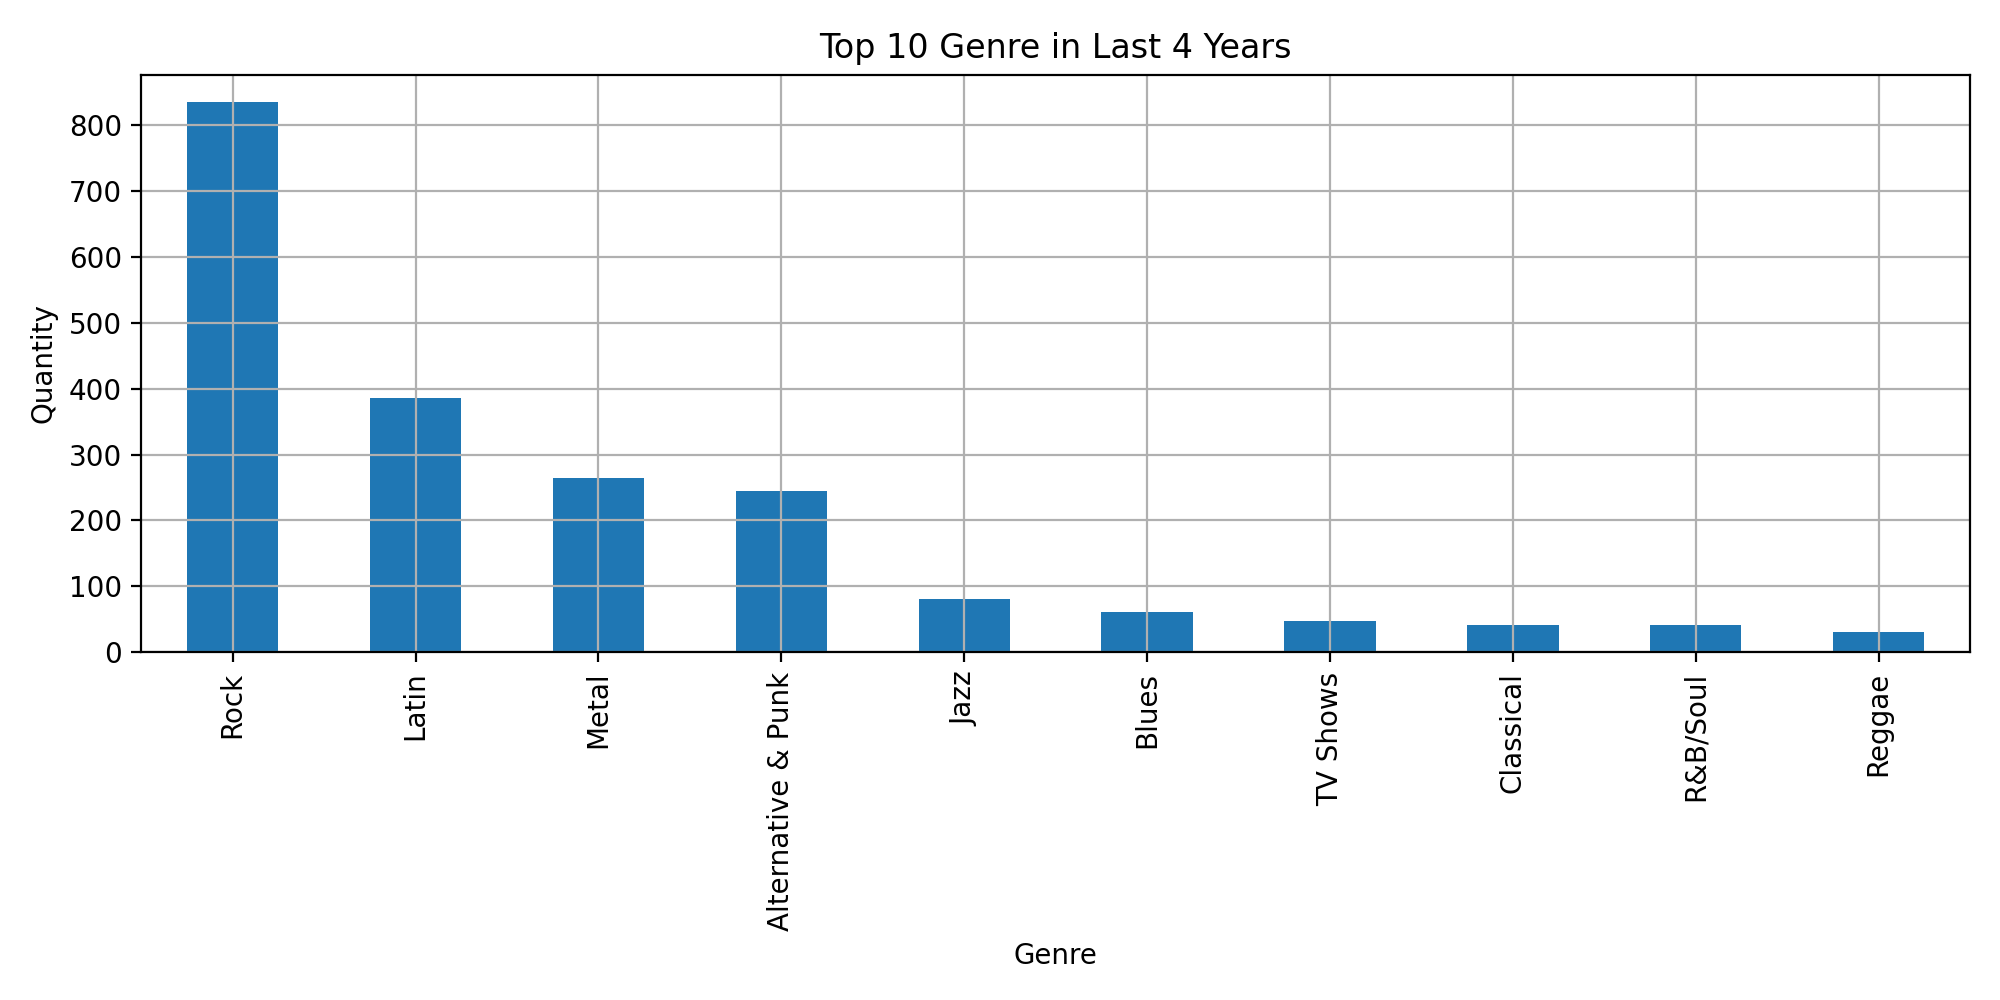 Top 10 Genre in Last 4 Years
Quantity
800
700
600
500
400
300
200
100
0
Rock
Latin
Metal
Alternative & Punk
Jazz
Blues
TV Shows
Classical
R&B/Soul
Reggae
Genre